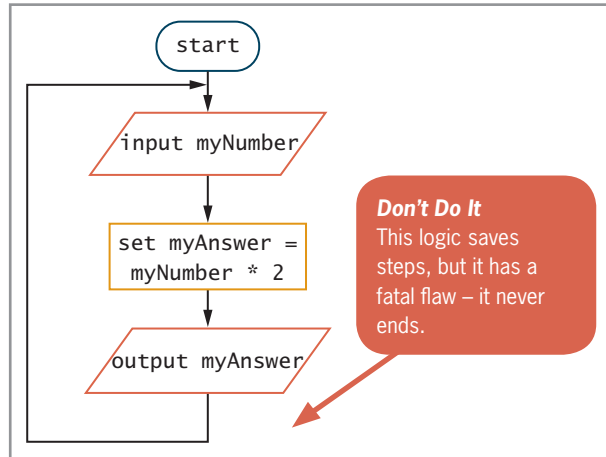 start
input myNumber
set myAnswer =
myNumber * 2
output myAnswer
Don't Do It
This logic saves
steps, but it has a
fatal flaw – it never
ends.